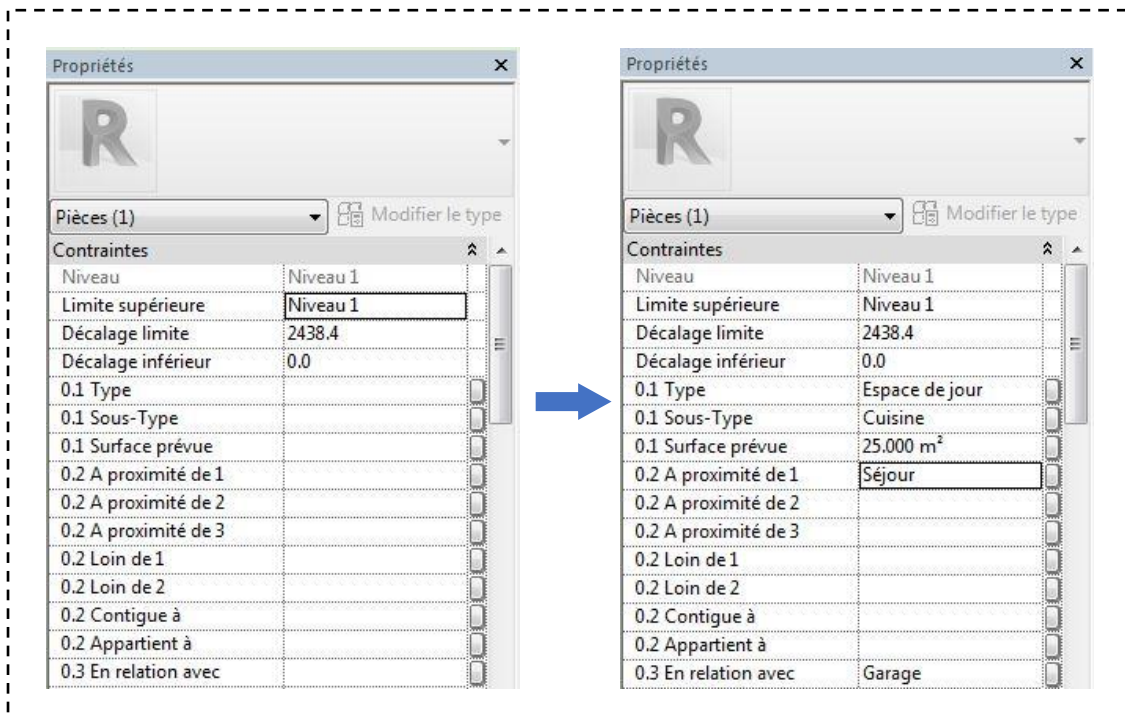 Propriétés
R
Pièces (1) Modifier le type
Contraintes
Niveau Niveau 1
Limite supérieure Niveau 1
Décalage limite 2438.4
Décalage inférieur 0.0
0.1 Type
0.1 Sous-Type
0.1 Surface prévue
0.2 A proximité de 1
0.2 A proximité de 2
0.2 A proximité de 3
0.2 Loin de 1
0.2 Loin de 2
0.2 Contigue à
0.2 Appartient à
0.3 En relation avec
Propriétés
R
Pièces (1) Modifier le type
Contraintes
Niveau Niveau 1
Limite supérieure Niveau 1
Décalage limite 2438.4
Décalage inférieur 0.0
0.1 Type Espace de jour
0.1 Sous-Type Cuisine
0.1 Surface prévue 25.000 m²
0.2 A proximité de 1 Séjour
0.2 A proximité de 2
0.2 A proximité de 3
0.2 Loin de 1
0.2 Loin de 2
0.2 Contigue à
0.2 Appartient à
0.3 En relation avec Garage